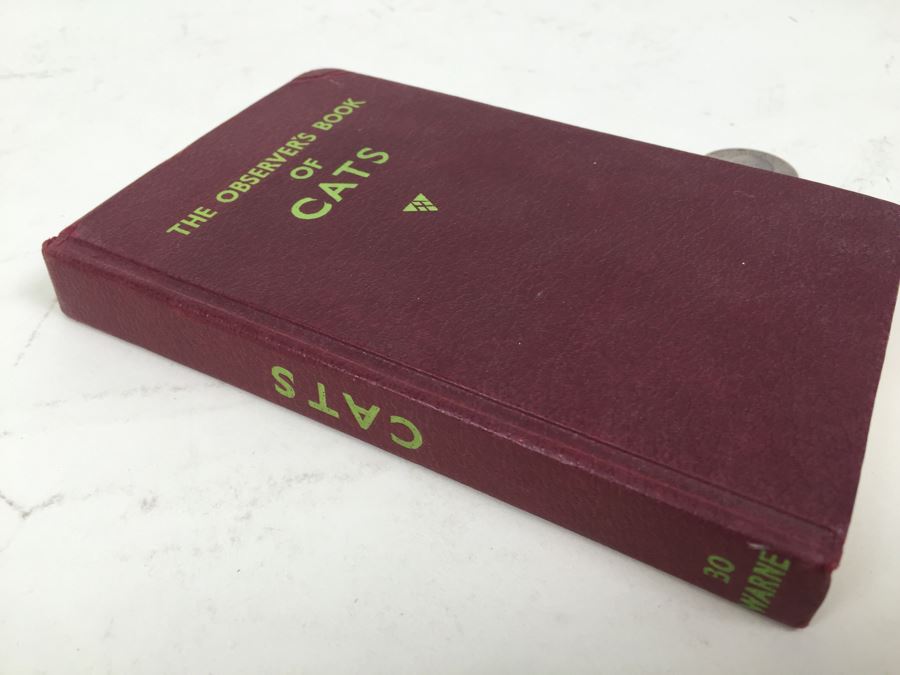 THE OBSERVER'S BOOK
OF
CATS
CATS
30
WARNE